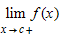 lim f(x)
x→c+